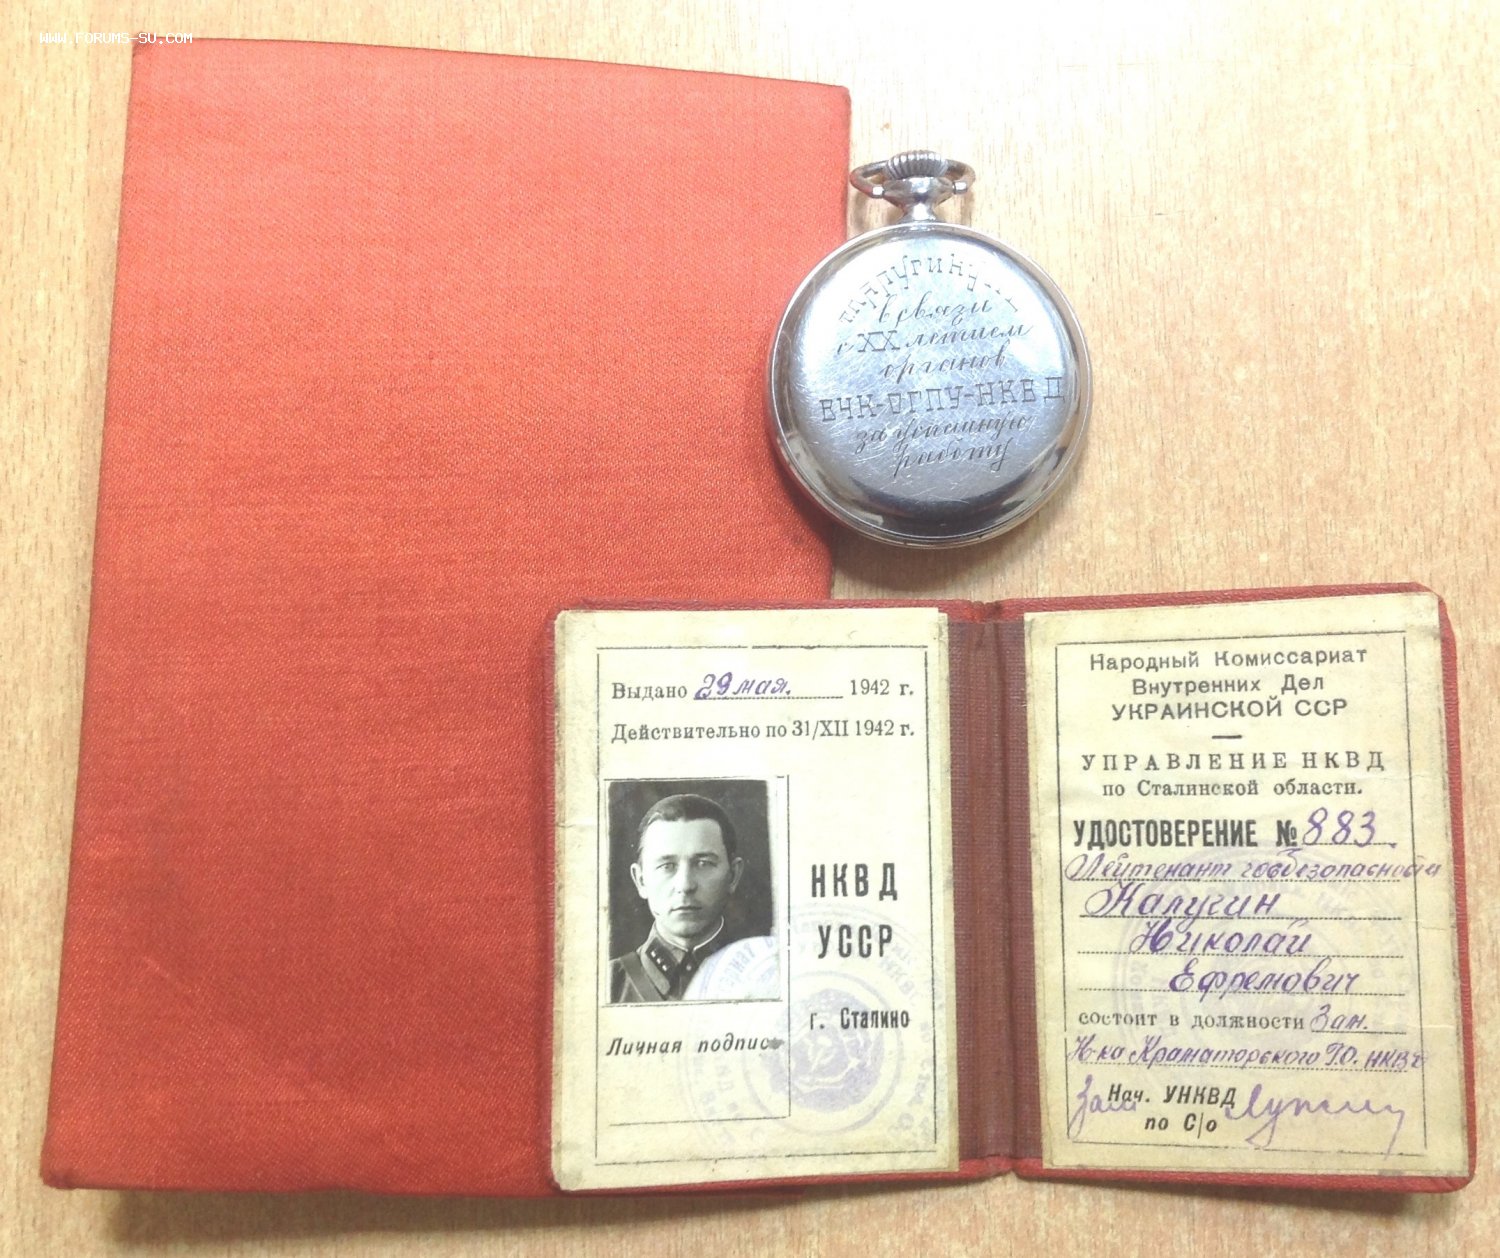 www.forums-su.com
Калугину Н.Е.
в связи
с XX летием
органов
ВЧК-ОГПУ-НКВД
за успешную
работу
Выдано 29 мая. 1942 г.
Действительно по 31/XII 1942 г.
НКВД
УССР
г. Сталино
Личная подпись
Народный Комиссариат
Внутренних Дел
УКРАИНСКОЙ ССР
УПРАВЛЕНИЕ НКВД
по Сталинской области.
УДОСТОВЕРЕНИЕ № 883.
Лейтенант госбезопасности
Калугин
Николай
Ефремович
состоит в должности Зам.
Н-ка Краматорского Г.О. НКВД
Зам Нач. УНКВД
по С/о